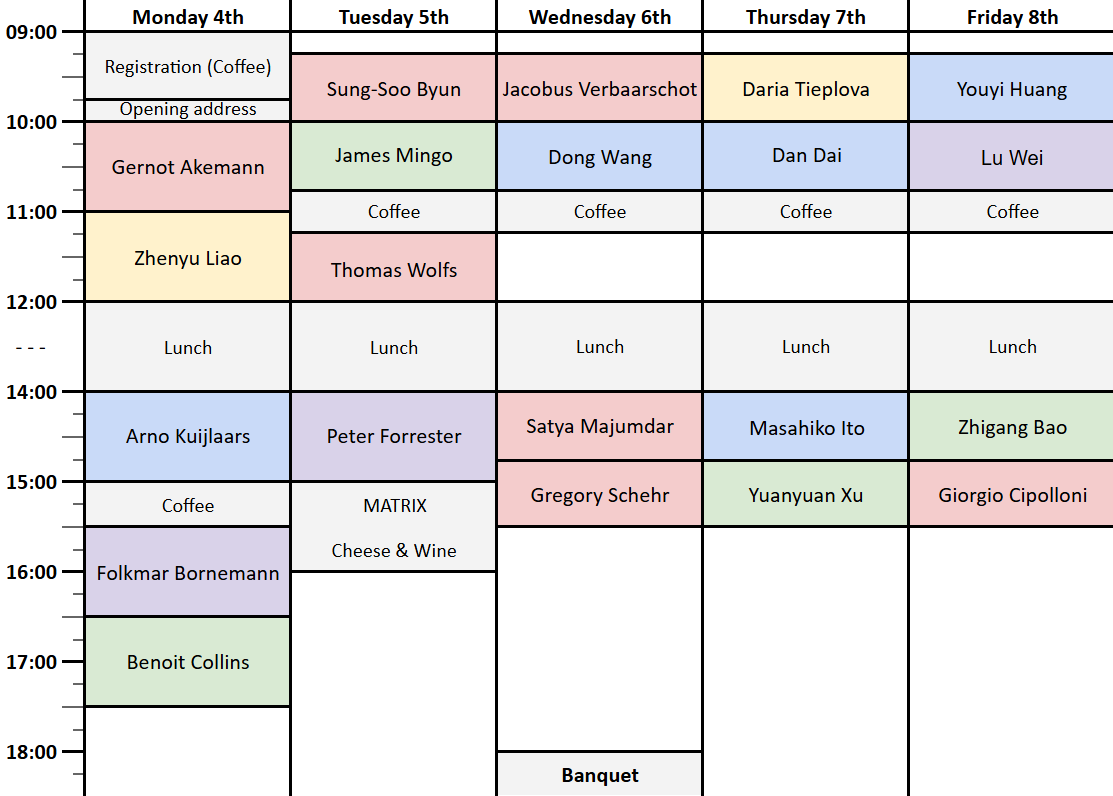 Monday 4th
Tuesday 5th
Wednesday 6th
Thursday 7th
Friday 8th
09:00
Registration (Coffee)
Sung-Soo Byun
Jacobus Verbaarschot
Daria Tieplova
Youyi Huang
Opening address
10:00
Gernot Akemann
James Mingo
Dong Wang
Dan Dai
Lu Wei
11:00
Coffee
Coffee
Coffee
Coffee
Zhenyu Liao
Thomas Wolfs
12:00
- - -
Lunch
Lunch
Lunch
Lunch
Lunch
14:00
Arno Kuijlaars
Peter Forrester
Satya Majumdar
Masahiko Ito
Zhigang Bao
15:00
Coffee
MATRIX
Cheese & Wine
Gregory Schehr
Yuanyuan Xu
Giorgio Cipolloni
16:00
Folkmar Bornemann
17:00
Benoit Collins
18:00
Banquet